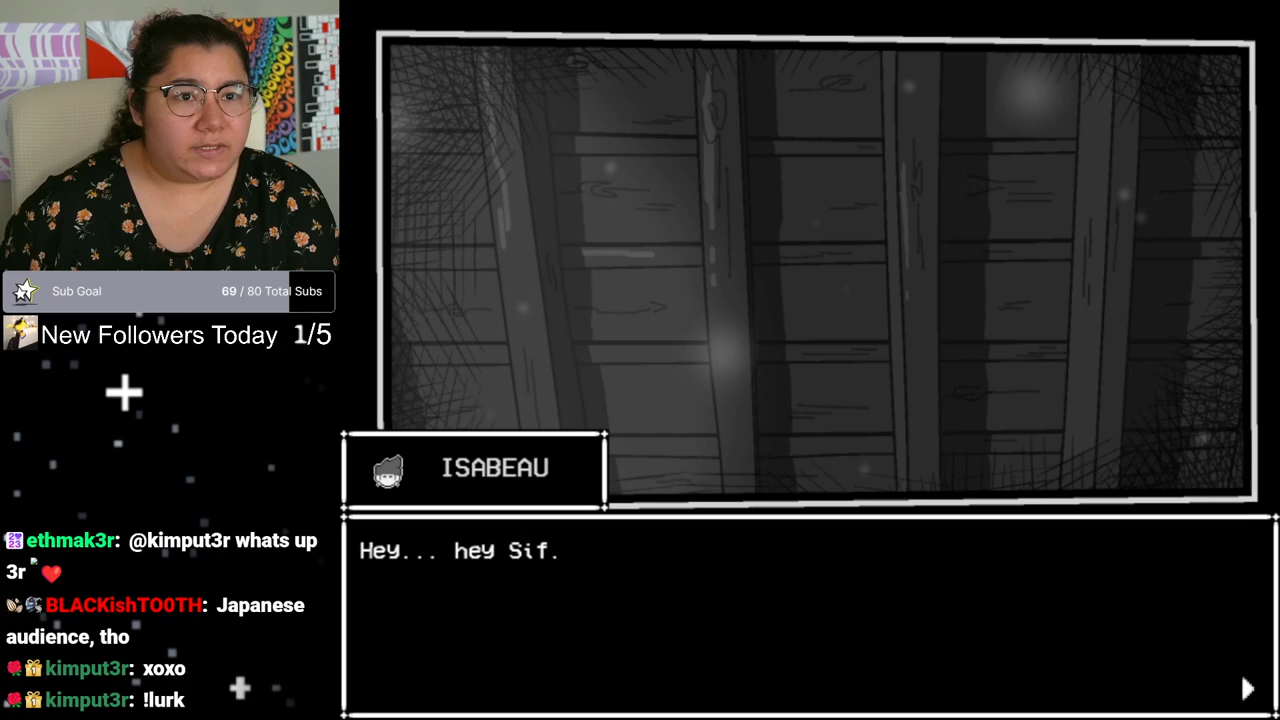 Sub Goal 69 / 80 Total Subs
New Followers Today 1/5
ethmak3r: @kimput3r whats up
3r ❤️
BLACKishTO0TH: Japanese
audience, tho
kimput3r: xoxo
kimput3r: !lurk
ISABEAU
Hey... hey Sif.